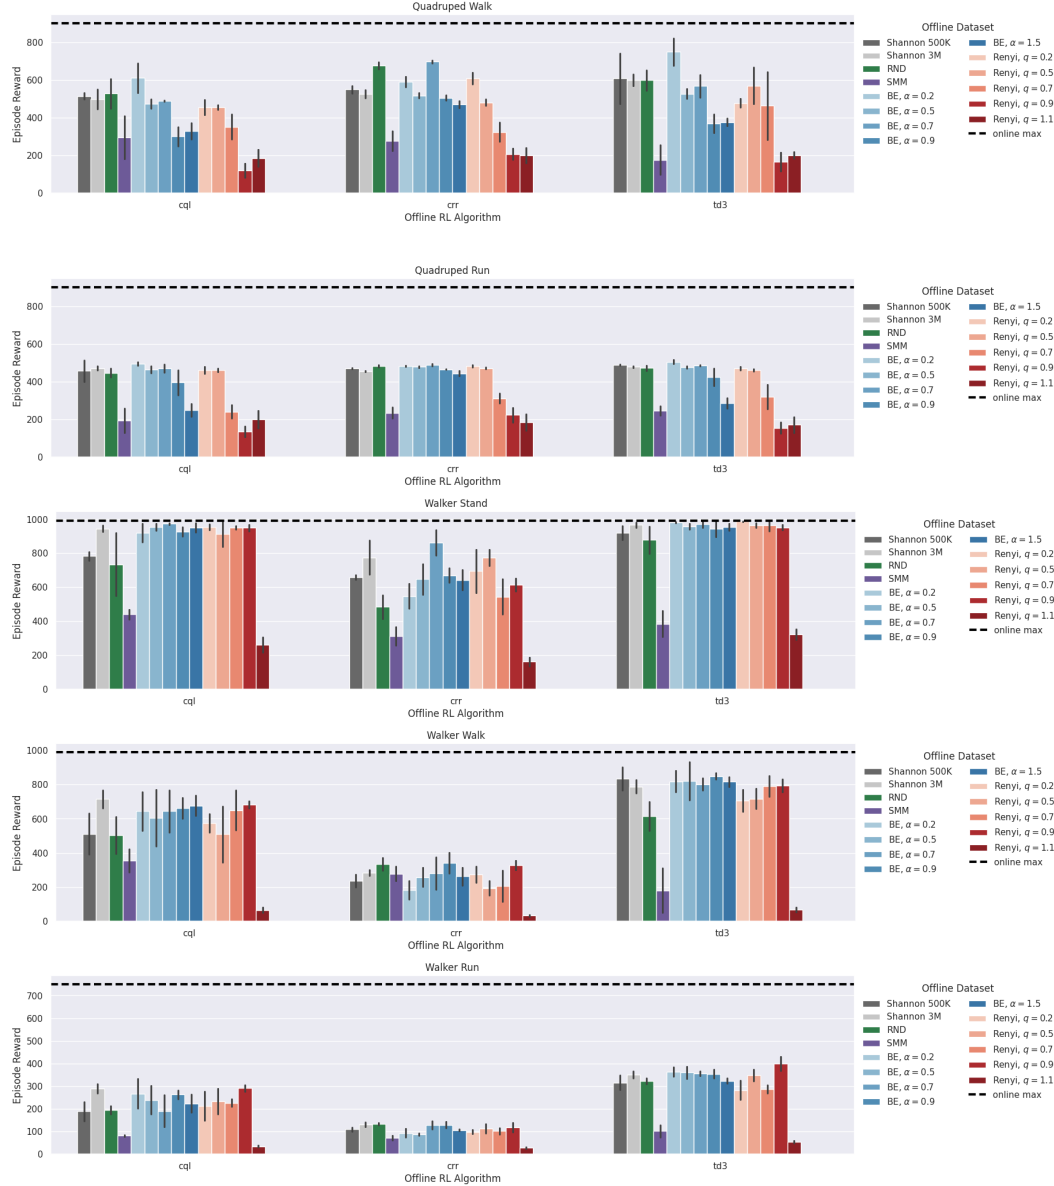 Quadruped Walk
Episode Reward
800
600
400
200
0
cql
crr
td3
Offline RL Algorithm
Offline Dataset
Shannon 500K
Shannon 3M
RND
SMM
BE, α = 0.2
BE, α = 0.5
BE, α = 0.7
BE, α = 0.9
BE, α = 1.5
Renyi, q = 0.2
Renyi, q = 0.5
Renyi, q = 0.7
Renyi, q = 0.9
Renyi, q = 1.1
online max
Quadruped Run
Episode Reward
800
600
400
200
0
cql
crr
td3
Offline RL Algorithm
Offline Dataset
Shannon 500K
Shannon 3M
RND
SMM
BE, α = 0.2
BE, α = 0.5
BE, α = 0.7
BE, α = 0.9
BE, α = 1.5
Renyi, q = 0.2
Renyi, q = 0.5
Renyi, q = 0.7
Renyi, q = 0.9
Renyi, q = 1.1
online max
Walker Stand
Episode Reward
1000
800
600
400
200
0
cql
crr
td3
Offline RL Algorithm
Offline Dataset
Shannon 500K
Shannon 3M
RND
SMM
BE, α = 0.2
BE, α = 0.5
BE, α = 0.7
BE, α = 0.9
BE, α = 1.5
Renyi, q = 0.2
Renyi, q = 0.5
Renyi, q = 0.7
Renyi, q = 0.9
Renyi, q = 1.1
online max
Walker Walk
Episode Reward
1000
800
600
400
200
0
cql
crr
td3
Offline RL Algorithm
Offline Dataset
Shannon 500K
Shannon 3M
RND
SMM
BE, α = 0.2
BE, α = 0.5
BE, α = 0.7
BE, α = 0.9
BE, α = 1.5
Renyi, q = 0.2
Renyi, q = 0.5
Renyi, q = 0.7
Renyi, q = 0.9
Renyi, q = 1.1
online max
Walker Run
Episode Reward
700
600
500
400
300
200
100
0
cql
crr
td3
Offline RL Algorithm
Offline Dataset
Shannon 500K
Shannon 3M
RND
SMM
BE, α = 0.2
BE, α = 0.5
BE, α = 0.7
BE, α = 0.9
BE, α = 1.5
Renyi, q = 0.2
Renyi, q = 0.5
Renyi, q = 0.7
Renyi, q = 0.9
Renyi, q = 1.1
online max